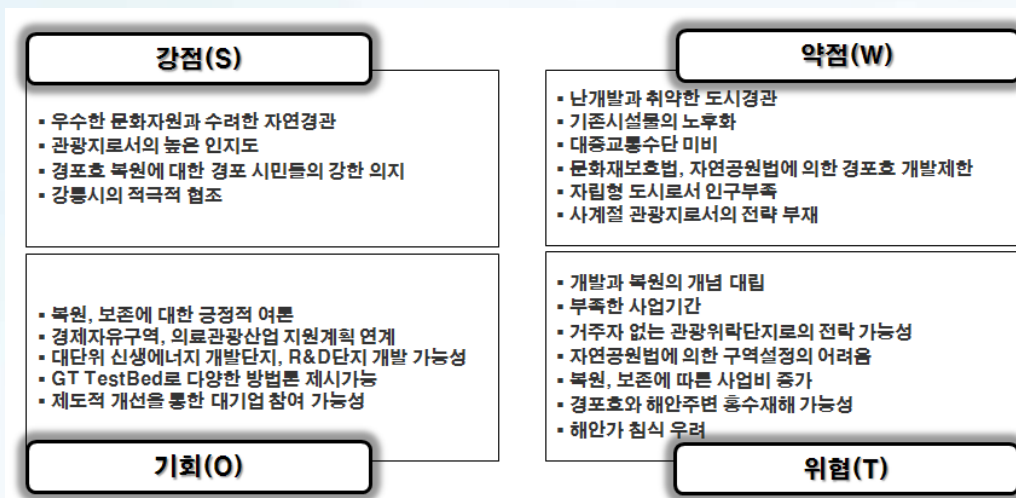 강점(S)
▪ 우수한 문화자원과 수려한 자연경관
▪ 관광지로서의 높은 인지도
▪ 경포호 복원에 대한 경포 시민들의 강한 의지
▪ 강릉시의 적극적 협조
약점(W)
▪ 난개발과 취약한 도시경관
▪ 기존시설물의 노후화
▪ 대중교통수단 미비
▪ 문화재보호법, 자연공원법에 의한 경포호 개발제한
▪ 자립형 도시로서 인구부족
▪ 사계절 관광지로서의 전략 부재
▪ 복원, 보존에 대한 긍정적 여론
▪ 경제자유구역, 의료관광산업 지원계획 연계
▪ 대단위 신생에너지 개발단지, R&D단지 개발 가능성
▪ GT TestBed로 다양한 방법론 제시가능
▪ 제도적 개선을 통한 대기업 참여 가능성
기회(O)
▪ 개발과 복원의 개념 대립
▪ 부족한 사업기간
▪ 거주자 없는 관광위락단지로의 전락 가능성
▪ 자연공원법에 의한 구역설정의 어려움
▪ 복원, 보존에 따른 사업비 증가
▪ 경포호와 해안주변 홍수재해 가능성
▪ 해안가 침식 우려
위협(T)